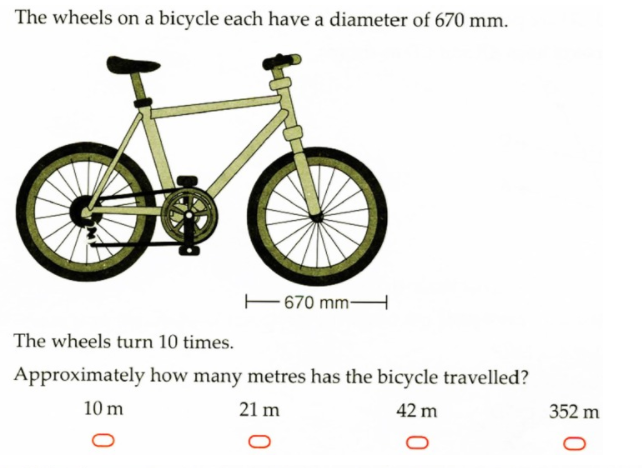 The wheels on a bicycle each have a diameter of 670 mm.
670 mm
The wheels turn 10 times.
Approximately how many metres has the bicycle travelled?
10 m 21 m 42 m 352 m